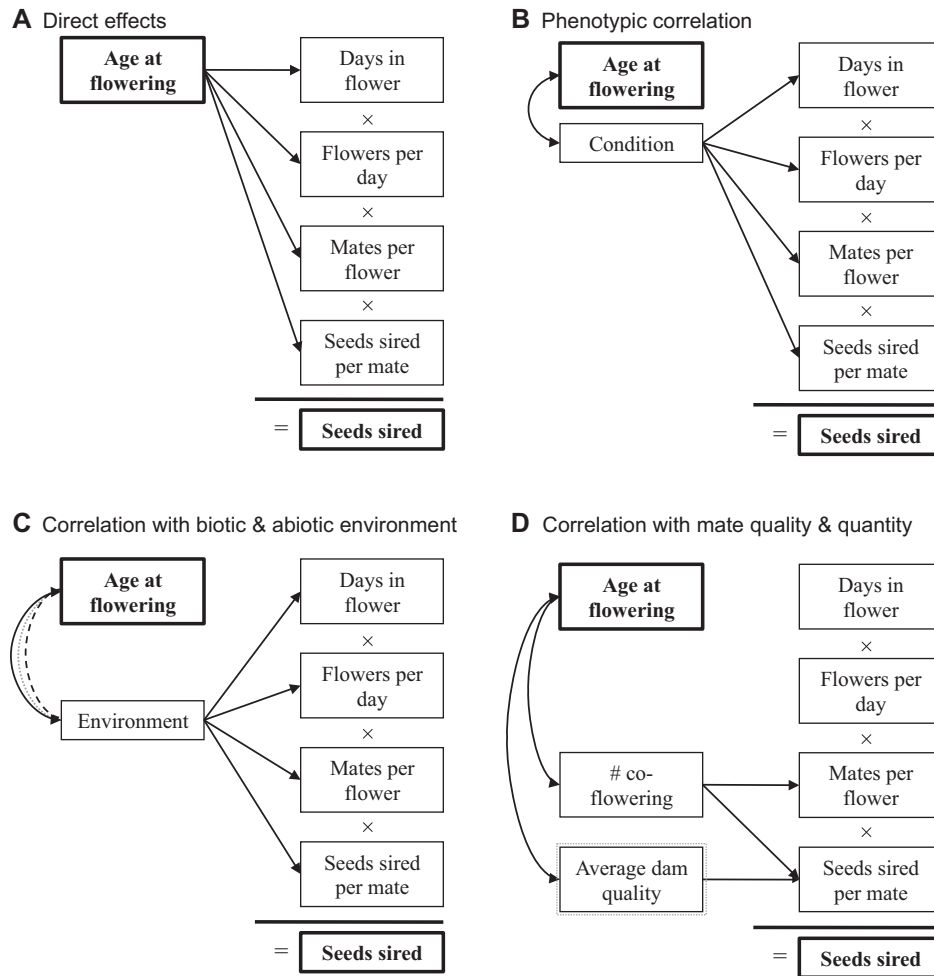 A Direct effects
Age at
flowering
Days in
flower
×
Flowers per
day
×
Mates per
flower
×
Seeds sired
per mate
= Seeds sired
B Phenotypic correlation
Age at
flowering
Condition
Days in
flower
×
Flowers per
day
×
Mates per
flower
×
Seeds sired
per mate
= Seeds sired
C Correlation with biotic & abiotic environment
Age at
flowering
Environment
Days in
flower
×
Flowers per
day
×
Mates per
flower
×
Seeds sired
per mate
= Seeds sired
D Correlation with mate quality & quantity
Age at
flowering
# co-
flowering
Average dam
quality
Days in
flower
×
Flowers per
day
×
Mates per
flower
×
Seeds sired
per mate
= Seeds sired